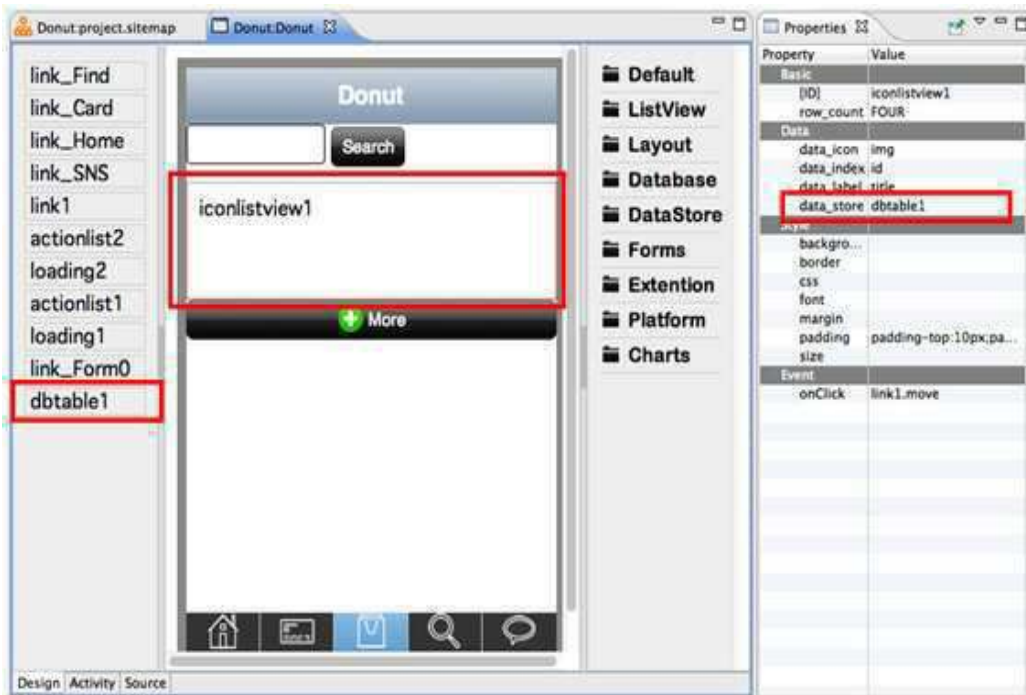 Donut:project.sitemap
Donut:Donut
link_Find
link_Card
link_Home
link_SNS
link1
actionlist2
loading2
actionlist1
loading1
link_Form0
dbtable1
Donut
Search
iconlistview1
More
Default
ListView
Layout
Database
DataStore
Forms
Extention
Platform
Charts
Design Activity Source
Properties
Property Value
Basic
[ID] iconlistview1
row_count FOUR
Data
data_icon img
data_index id
data_label title
data_store dbtable1
Style
backgro...
border
css
font
margin
padding padding-top:10px;pa...
size
Event
onClick link1.move